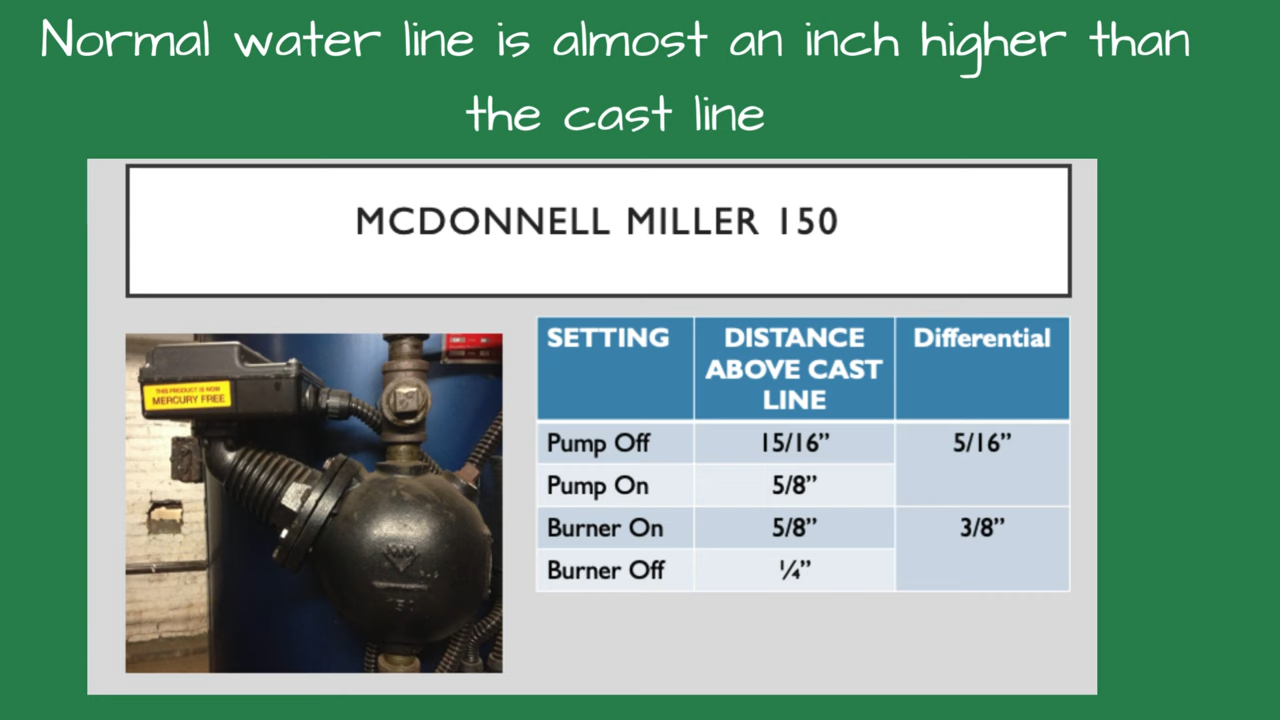 Normal water line is almost an inch higher than
the cast line
MCDONNELL MILLER 150
THIS PRODUCT IS NOW
MERCURY FREE
SETTING
DISTANCE
ABOVE CAST
LINE
Differential
Pump Off
15/16”
5/16”
Pump On
5/8”
Burner On
5/8”
3/8”
Burner Off
¼”